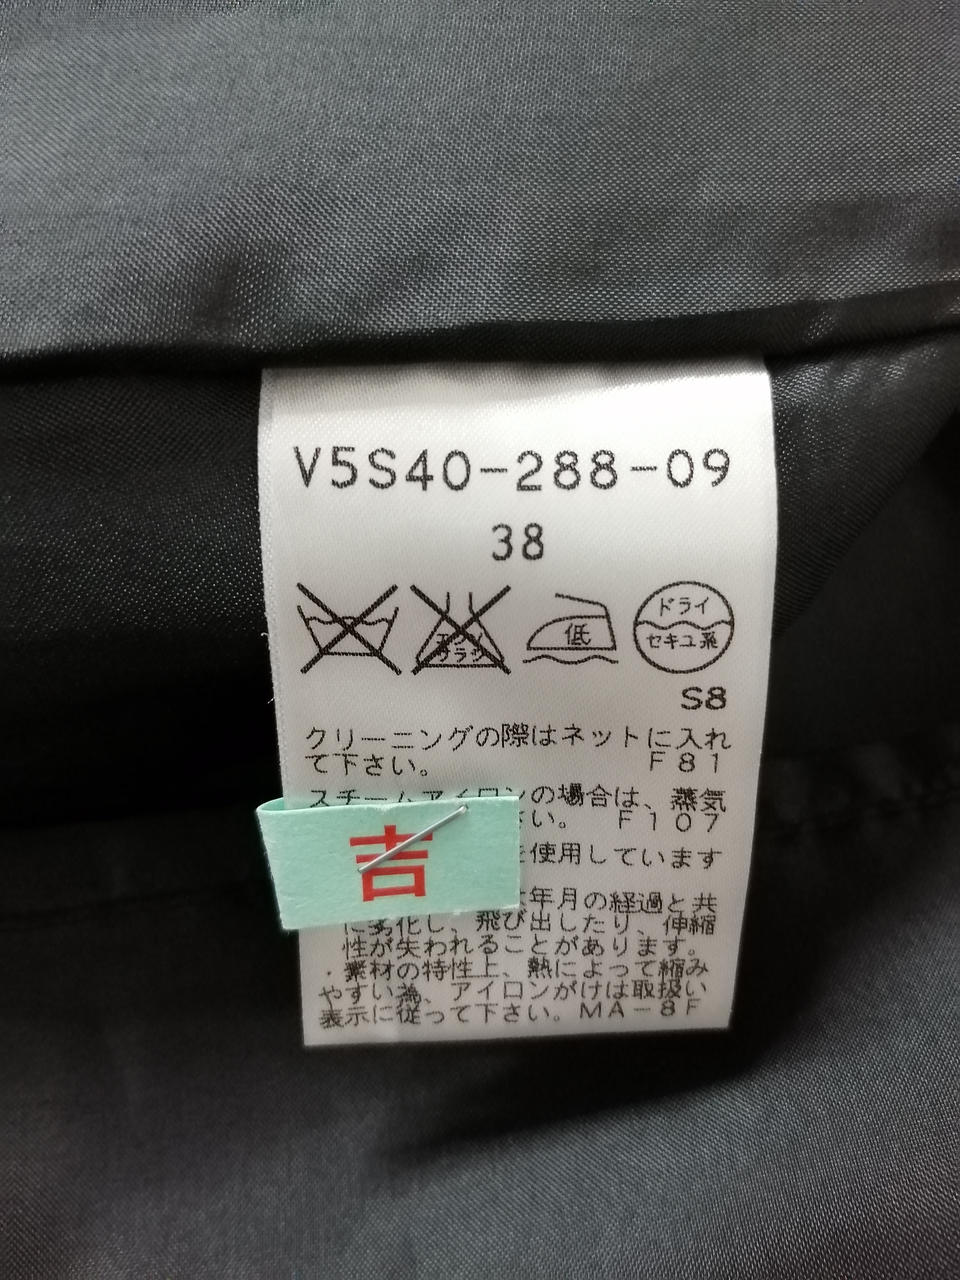 V5S40-288-09
38
低
ドライ
セキユ系
エンソ
サラシ
S8
クリーニングの際はネットに入れ
て下さい。 F81
スチームアイロンの場合は、蒸気
さい。 F107
を使用しています
年月の経過と共
に劣化し、飛び出したり、伸縮
性が失われることがあります。
・素材の特性上、熱によって縮み
やすい為、アイロンがけは取扱い
表示に従って下さい。MA-8F
吉